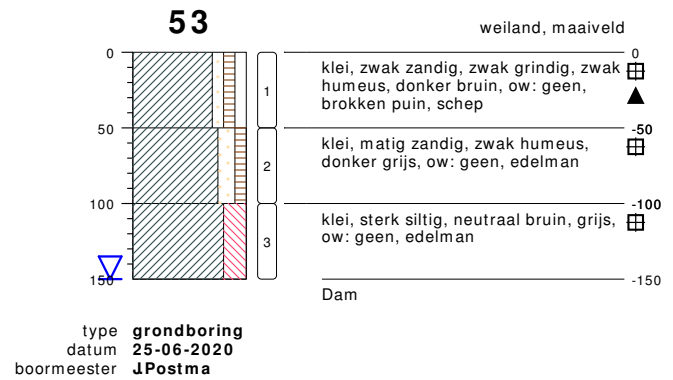 53
weiland, maaiveld
0
50
100
150
1
2
3
klei, zwak zandig, zwak grindig, zwak
humeus, donker bruin, ow: geen,
brokken puin, schep
klei, matig zandig, zwak humeus,
donker grijs, ow: geen, edelman
klei, sterk siltig, neutraal bruin, grijs,
ow: geen, edelman
Dam
0
-50
-100
-150
type grondboring
datum 25-06-2020
boormeester J.Postma